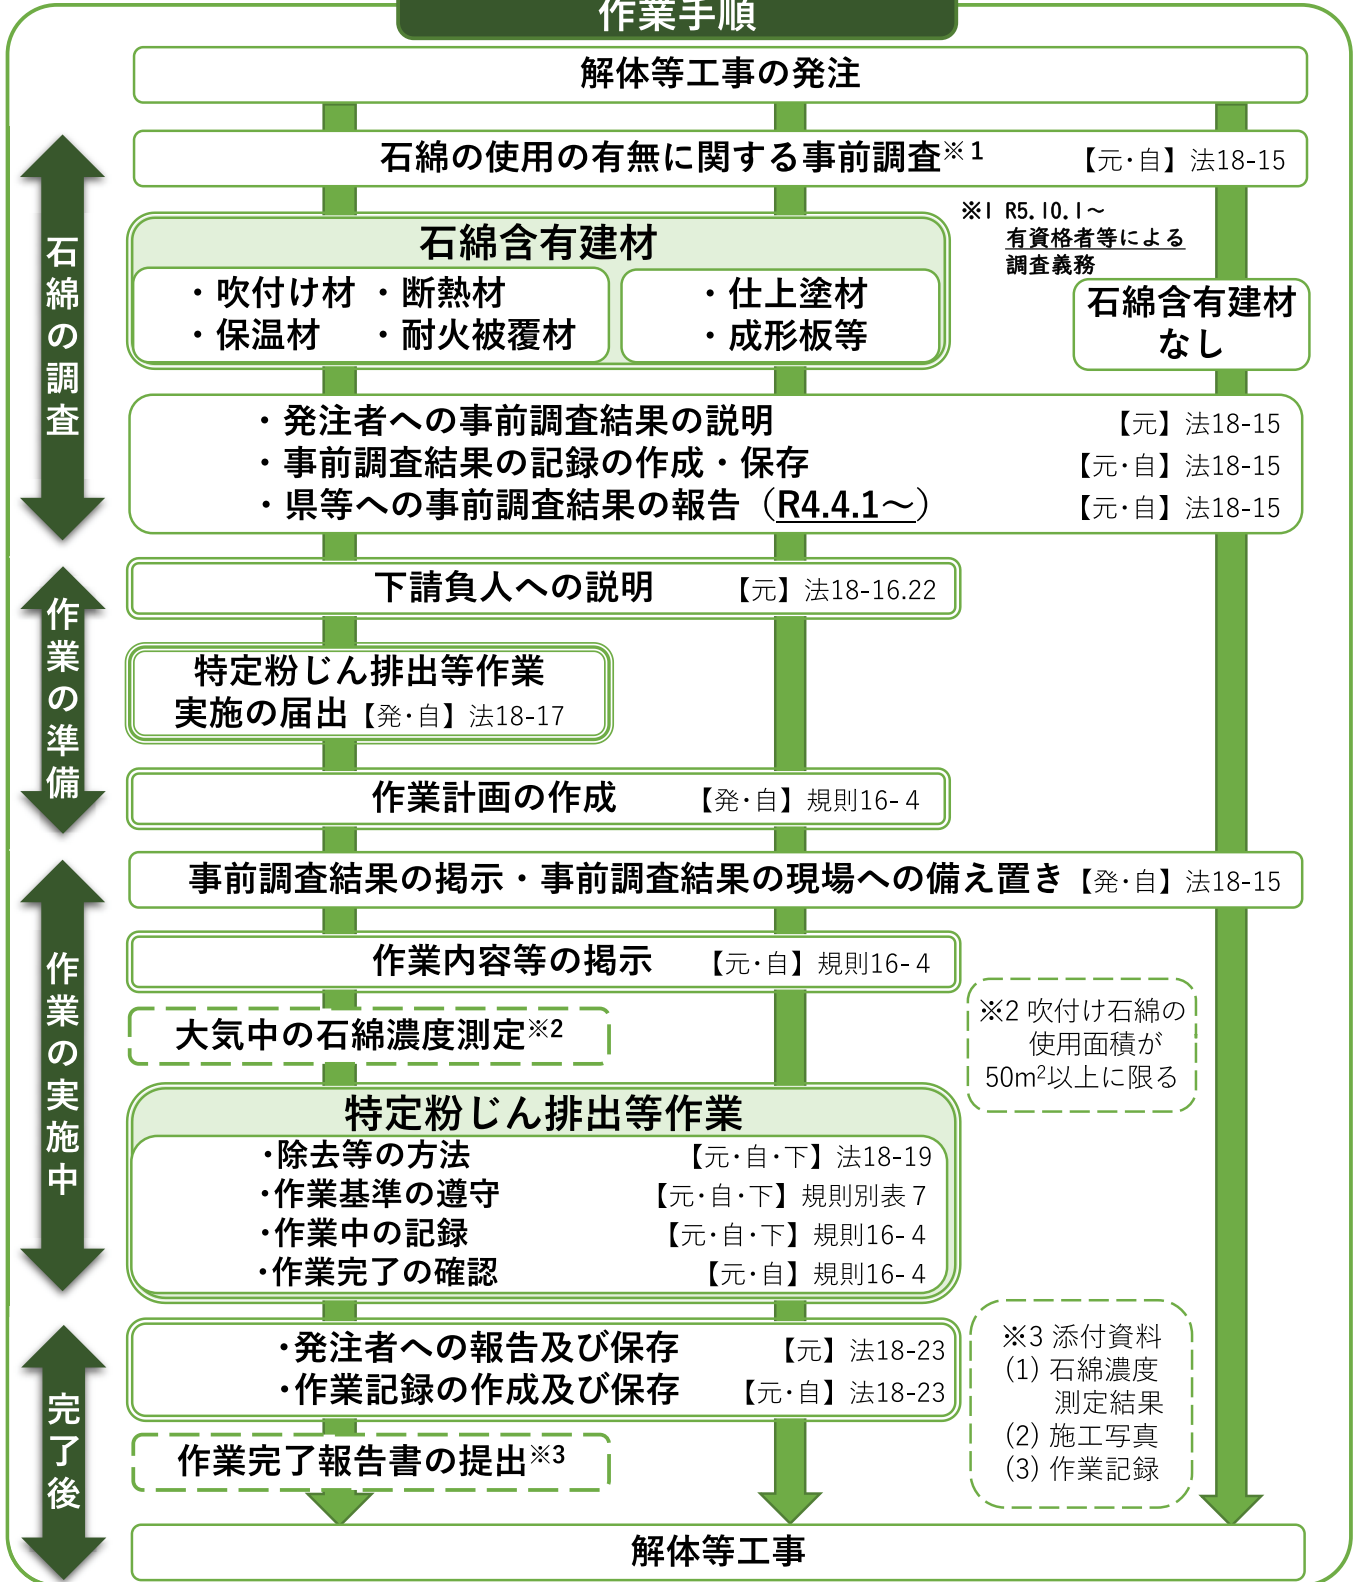 作業手順
解体等工事の発注
石綿の使用の有無に関する事前調査※1 【元・自】法18-15
※1 R5.10.1～
有資格者等による
調査義務
石綿の調査
石綿含有建材
・吹付け材 ・断熱材
・保温材 ・耐火被覆材
・仕上塗材
・成形板等
石綿含有建材
なし
・発注者への事前調査結果の説明 【元】法18-15
・事前調査結果の記録の作成・保存 【元・自】法18-15
・県等への事前調査結果の報告（R4.4.1～） 【元・自】法18-15
作業の準備
下請負人への説明 【元】法18-16.22
特定粉じん排出等作業
実施の届出【発・自】法18-17
作業計画の作成 【発・自】規則16-4
作業の実施中
事前調査結果の掲示・事前調査結果の現場への備え置き【発・自】法18-15
作業内容等の掲示 【元・自】規則16-4
大気中の石綿濃度測定※2
※2 吹付け石綿の
使用面積が
50m²以上に限る
特定粉じん排出等作業
・除去等の方法 【元・自・下】法18-19
・作業基準の遵守 【元・自・下】規則別表7
・作業中の記録 【元・自・下】規則16-4
・作業完了の確認 【元・自】規則16-4
完了後
・発注者への報告及び保存 【元】法18-23
・作業記録の作成及び保存 【元・自】法18-23
作業完了報告書の提出※3
※3 添付資料
(1) 石綿濃度
測定結果
(2) 施工写真
(3) 作業記録
解体等工事